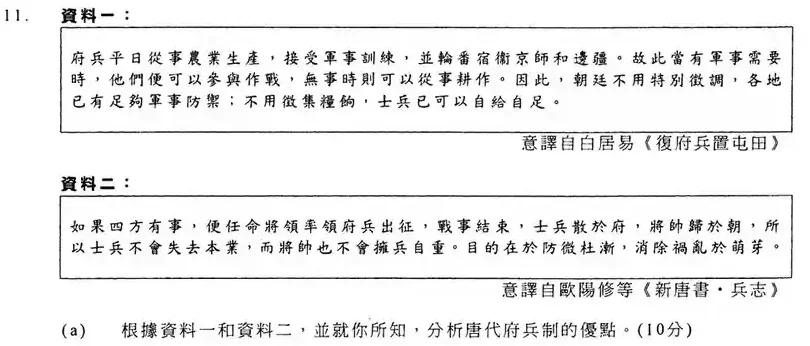 11. 資料一：
府兵平日從事農業生產，接受軍事訓練，並輪番宿衞京師和邊疆。故此當有軍事需要
時，他們便可以參與作戰，無事時則可以從事耕作。因此，朝廷不用特別徵調，各地
已有足夠軍事防禦；不用徵集糧餉，士兵已可以自給自足。
意譯自白居易《復府兵置屯田》
資料二：
如果四方有事，便任命將領率領府兵出征，戰事結束，士兵散於府，將帥歸於朝，所
以士兵不會失去本業，而將帥也不會擁兵自重。目的在於防微杜漸，消除禍亂於萌芽。
意譯自歐陽修等《新唐書·兵志》
(a) 根據資料一和資料二，並就你所知，分析唐代府兵制的優點。(10分)